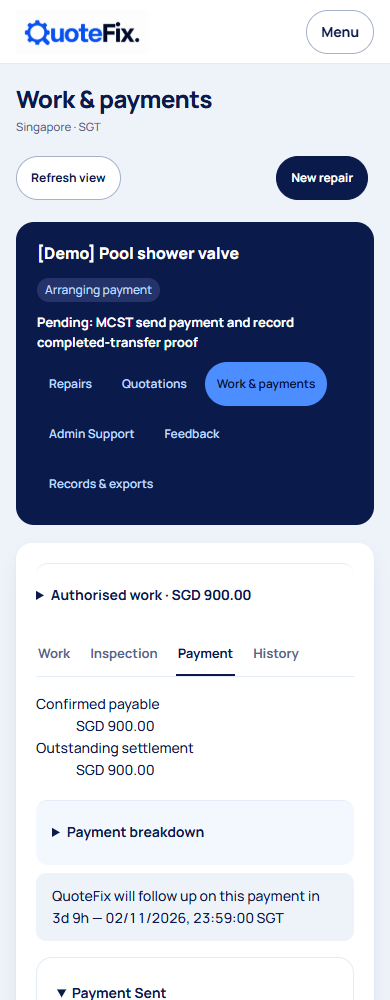 QuoteFix.
Menu
Work & payments
Singapore · SGT
Refresh view
New repair
[Demo] Pool shower valve
Arranging payment
Pending: MCST send payment and record
completed-transfer proof
Repairs
Quotations
Work & payments
Admin Support
Feedback
Records & exports
Authorised work · SGD 900.00
Work
Inspection
Payment
History
Confirmed payable
SGD 900.00
Outstanding settlement
SGD 900.00
Payment breakdown
QuoteFix will follow up on this payment in
3d 9h — 02/11/2026, 23:59:00 SGT
Payment Sent